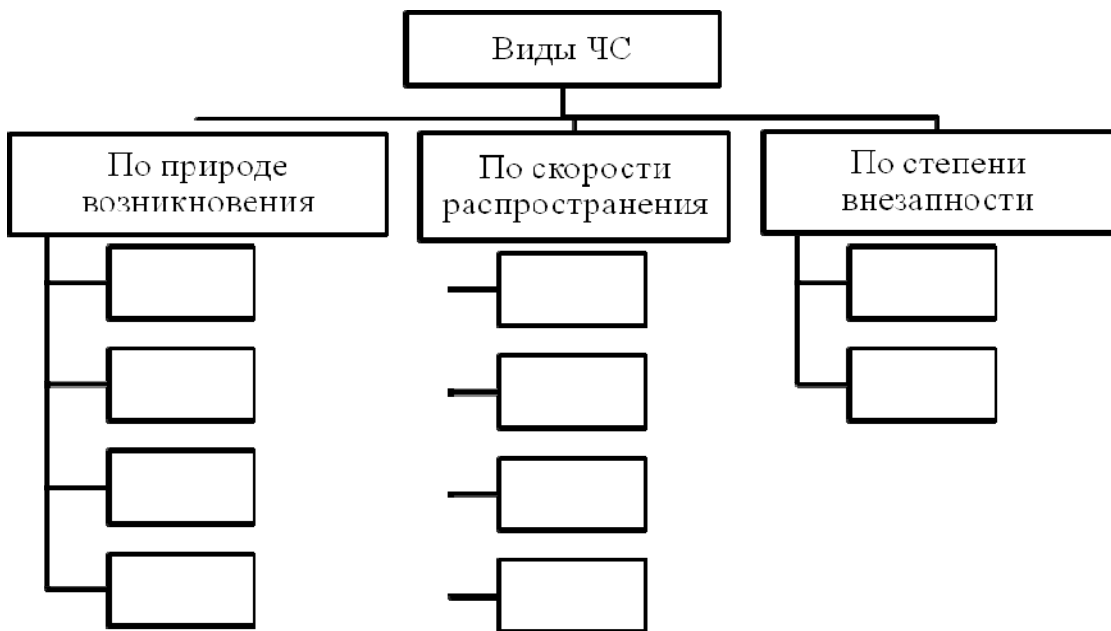 Виды ЧС
По природе
возникновения
По скорости
распространения
По степени
внезапности